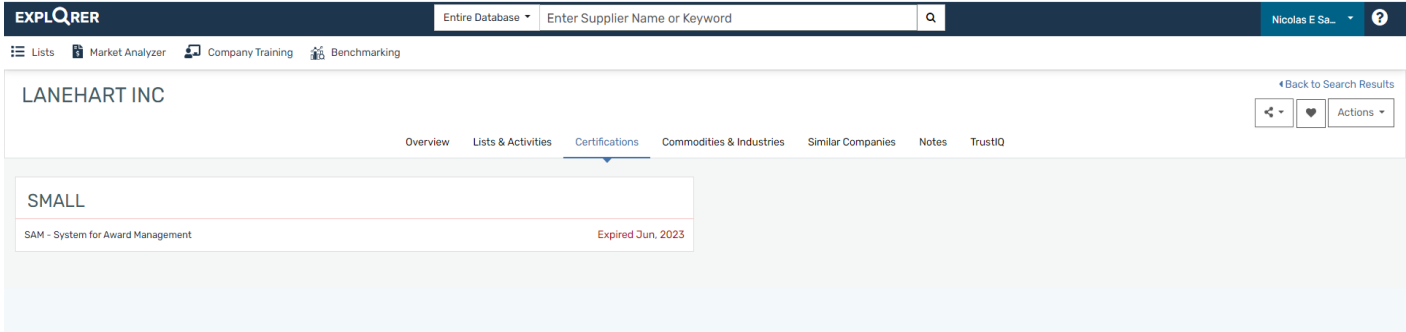 EXPLORER
Entire Database
Enter Supplier Name or Keyword
Nicolas E Sa...
?
Lists
Market Analyzer
Company Training
Benchmarking
LANEHART INC
Back to Search Results
Actions
Overview
Lists & Activities
Certifications
Commodities & Industries
Similar Companies
Notes
TrustIQ
SMALL
SAM - System for Award Management
Expired Jun, 2023